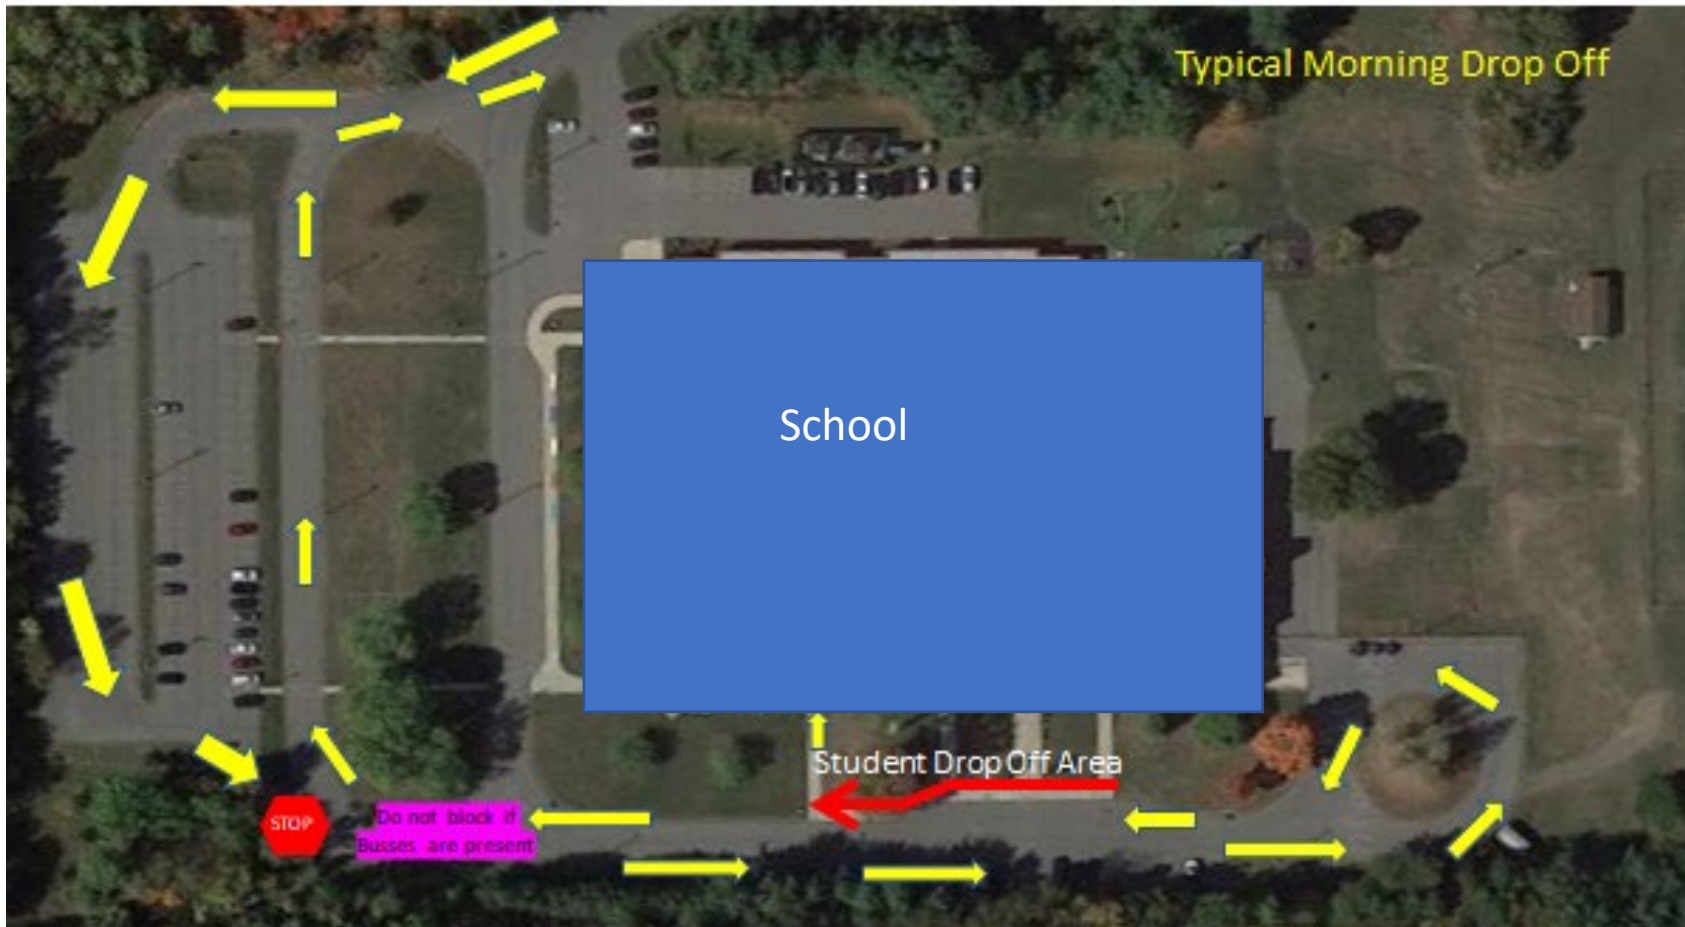 Typical Morning Drop Off
School
Student Drop Off Area
STOP
Do not block if
Busses are present